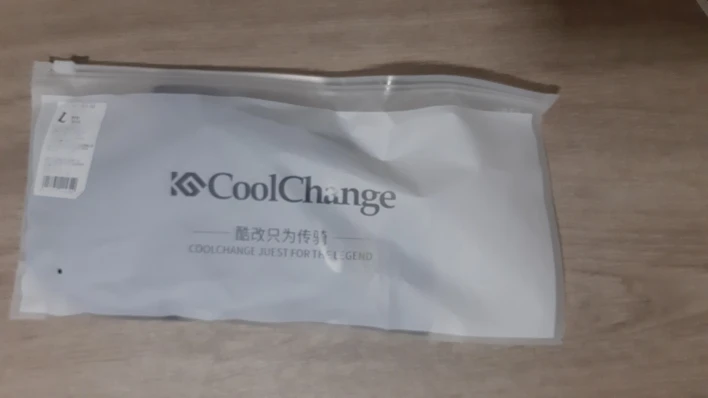 L
CoolChange
酷改只为传骑
COOLCHANGE JUEST FOR THE LEGEND